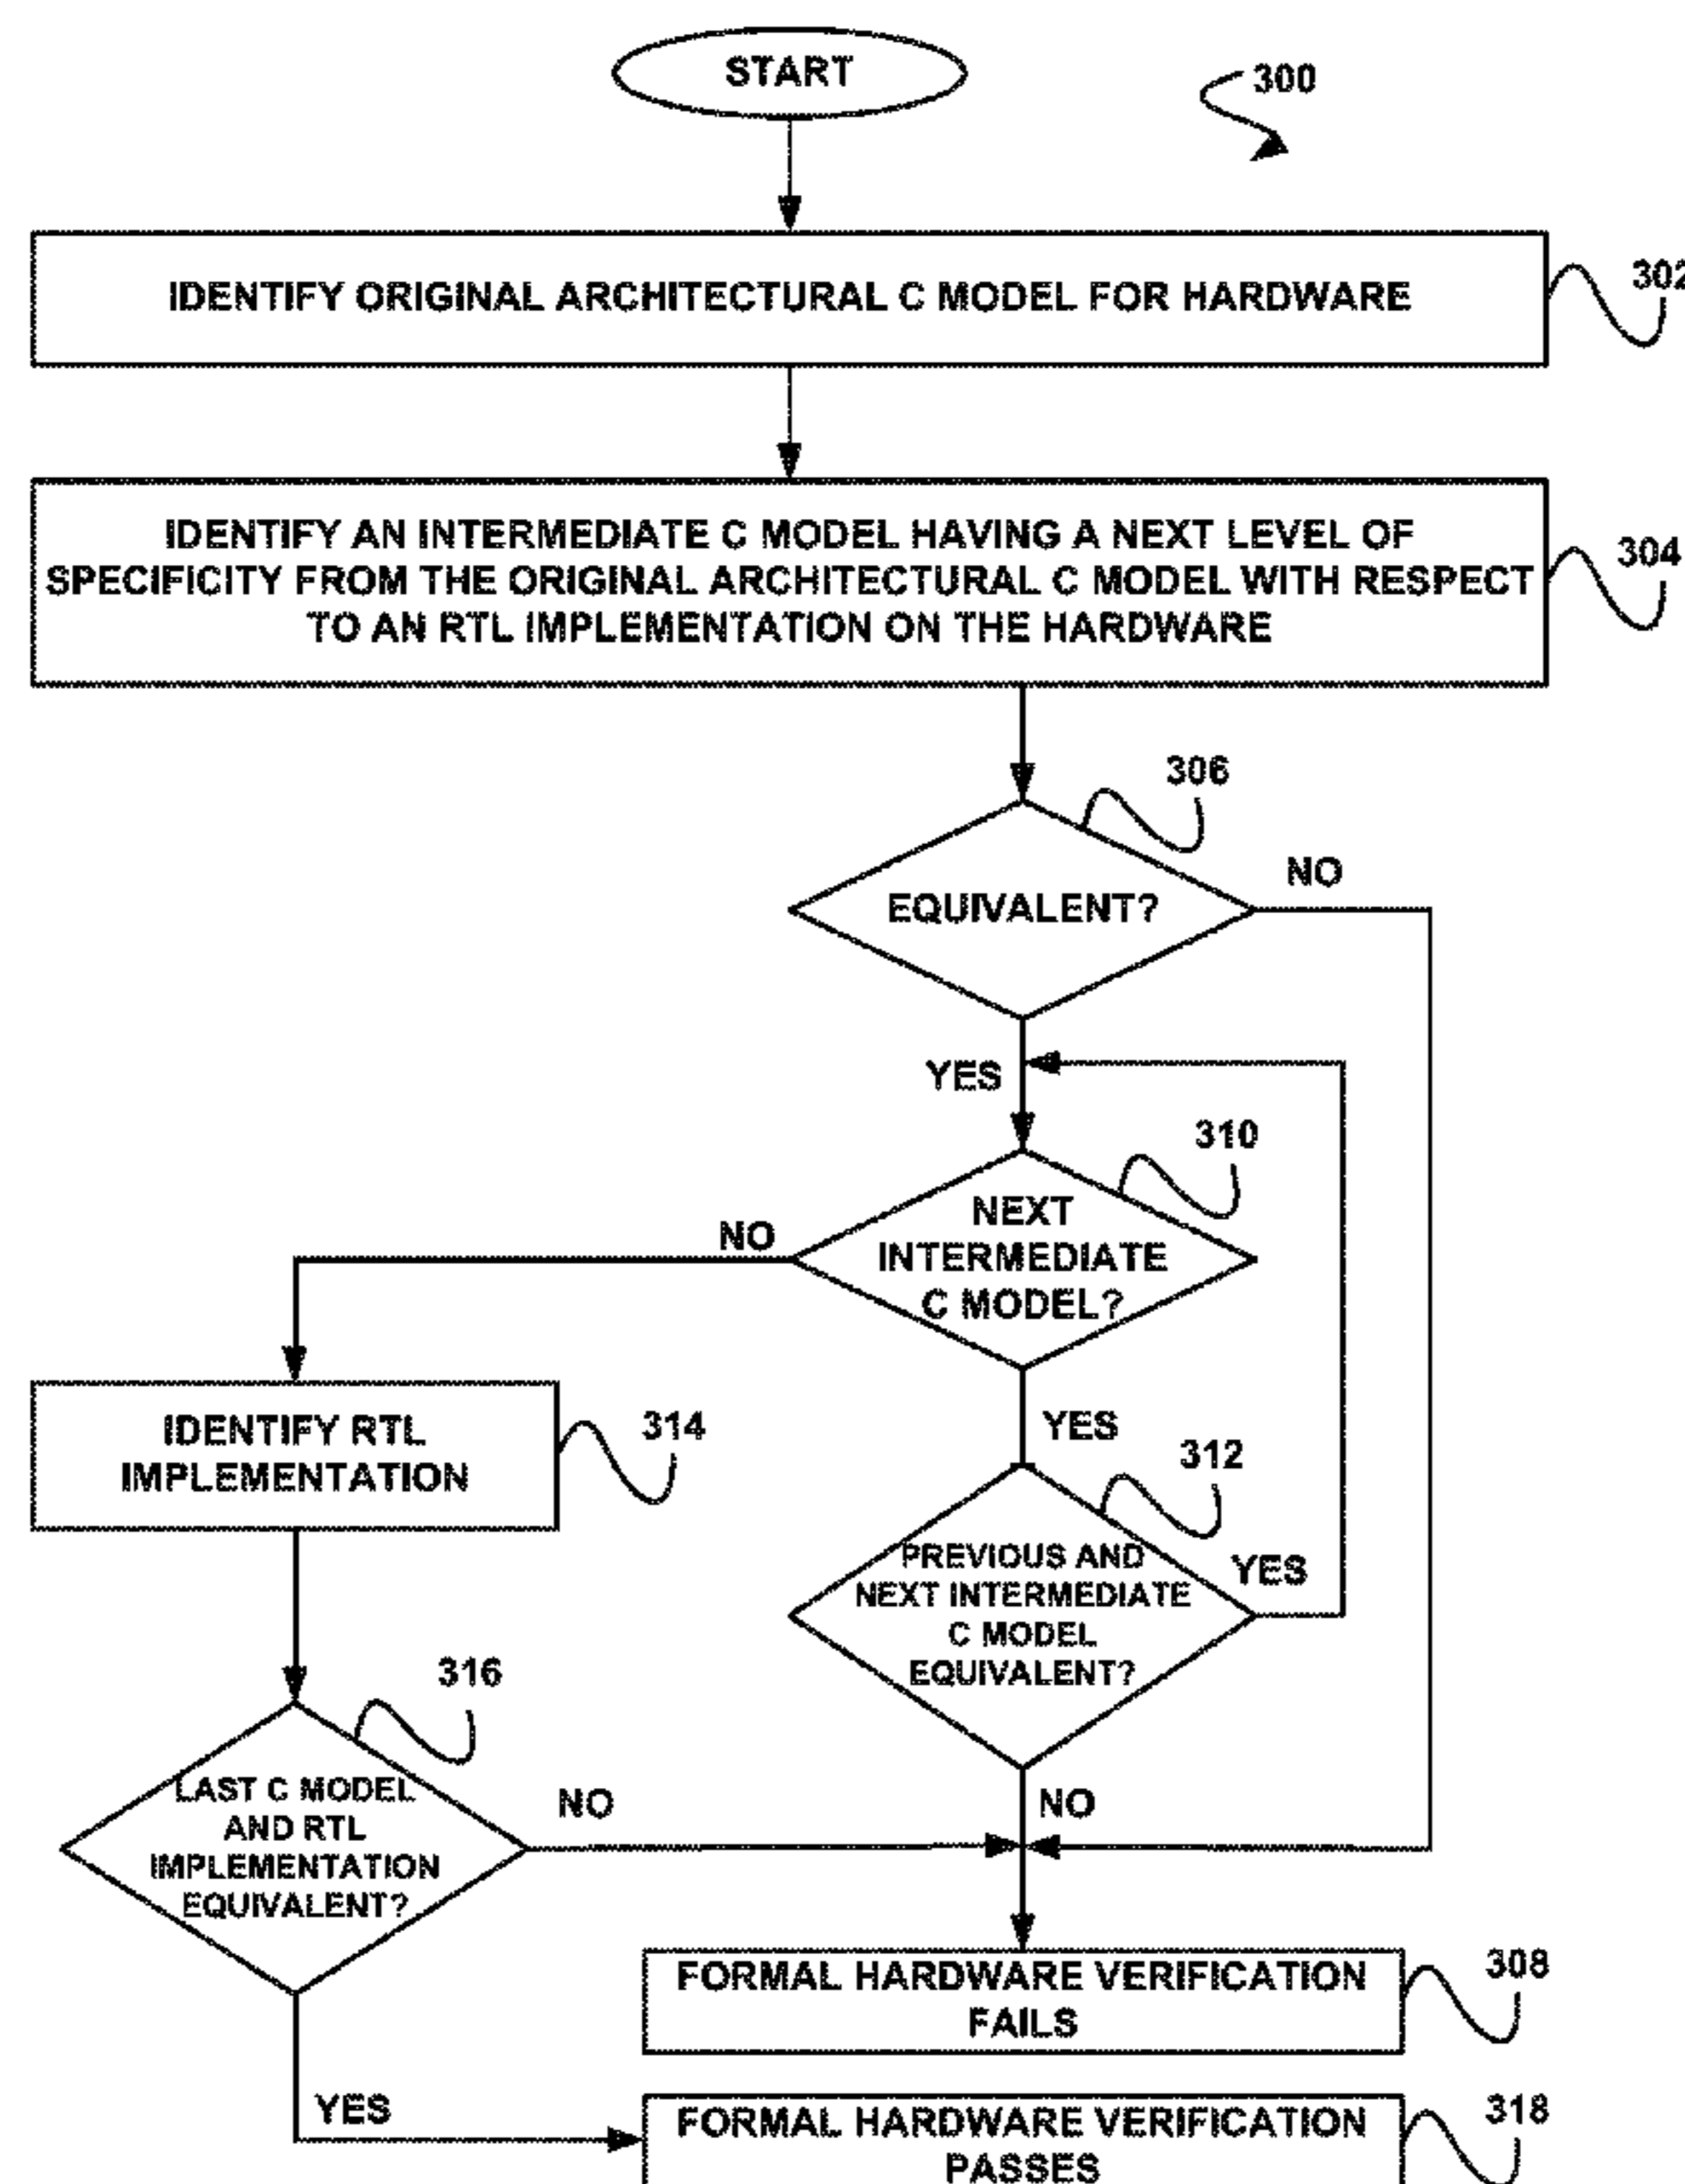 START
300
IDENTIFY ORIGINAL ARCHITECTURAL C MODEL FOR HARDWARE
302
IDENTIFY AN INTERMEDIATE C MODEL HAVING A NEXT LEVEL OF
SPECIFICITY FROM THE ORIGINAL ARCHITECTURAL C MODEL WITH RESPECT
TO AN RTL IMPLEMENTATION ON THE HARDWARE
304
306
EQUIVALENT?
NO
YES
310
NEXT
INTERMEDIATE
C MODEL?
NO
YES
IDENTIFY RTL
IMPLEMENTATION
314
312
PREVIOUS AND
NEXT INTERMEDIATE
C MODEL
EQUIVALENT?
YES
NO
316
LAST C MODEL
AND RTL
IMPLEMENTATION
EQUIVALENT?
NO
YES
FORMAL HARDWARE VERIFICATION
FAILS
308
FORMAL HARDWARE VERIFICATION
PASSES
318